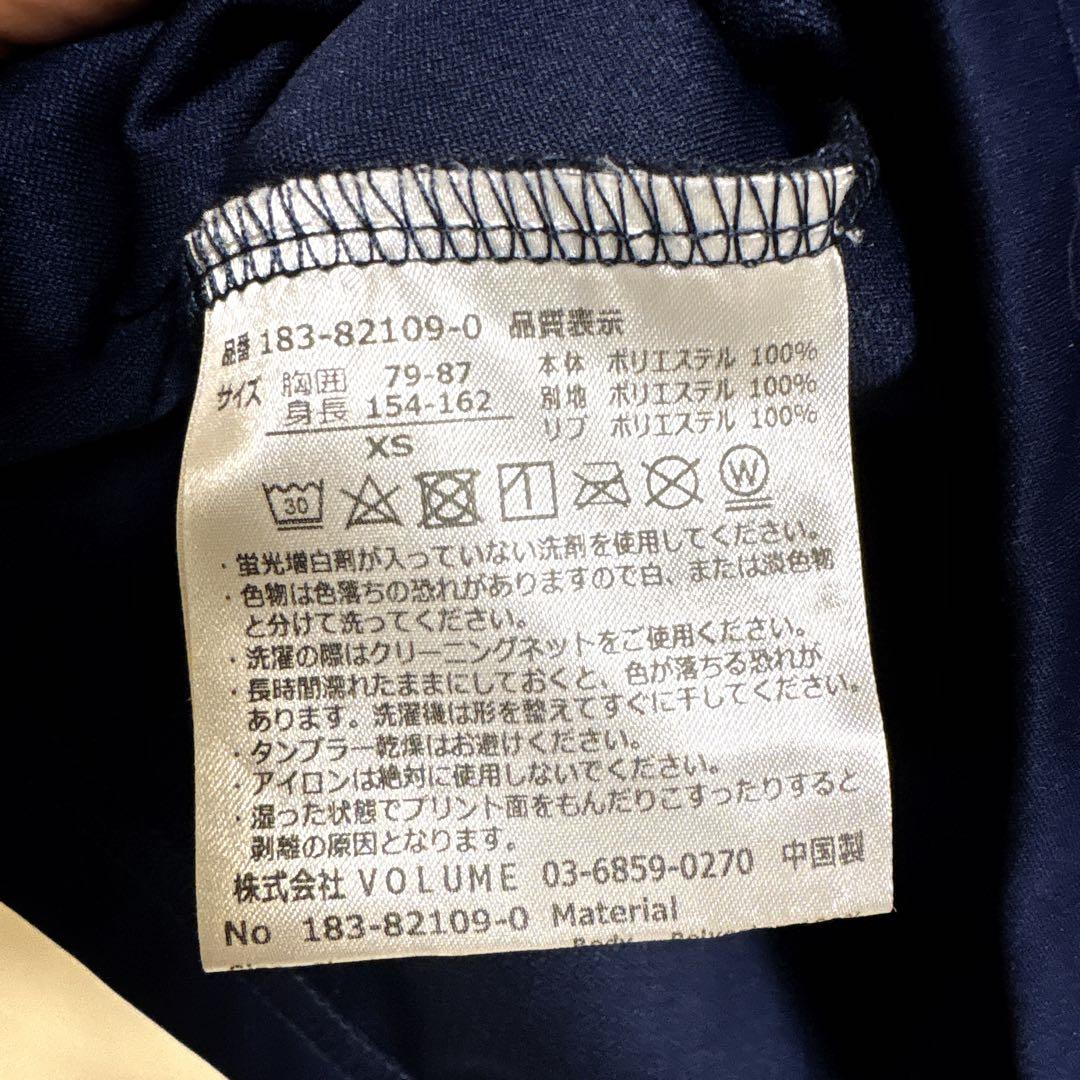 品番 183-82109-0 品質表示
サイズ 胸囲 79-87
身長 154-162
XS
本体 ポリエステル 100%
別地 ポリエステル 100%
リブ ポリエステル 100%
30 W
・蛍光増白剤が入っていない洗剤を使用してください。
・色物は色落ちの恐れがありますので白、または淡色物
と分けて洗ってください。
・洗濯の際はクリーニングネットをご使用ください。
・長時間濡れたままにしておくと、色が落ちる恐れが
あります。洗濯機は形を整えてすぐに干してください。
・タンブラー乾燥はお避けください。
・アイロンは絶対に使用しないでください。
・湿った状態でプリント面をもんだりこすったりすると
剥離の原因となります。
株式会社 VOLUME 03-6859-0270 中国製
No 183-82109-0 Material